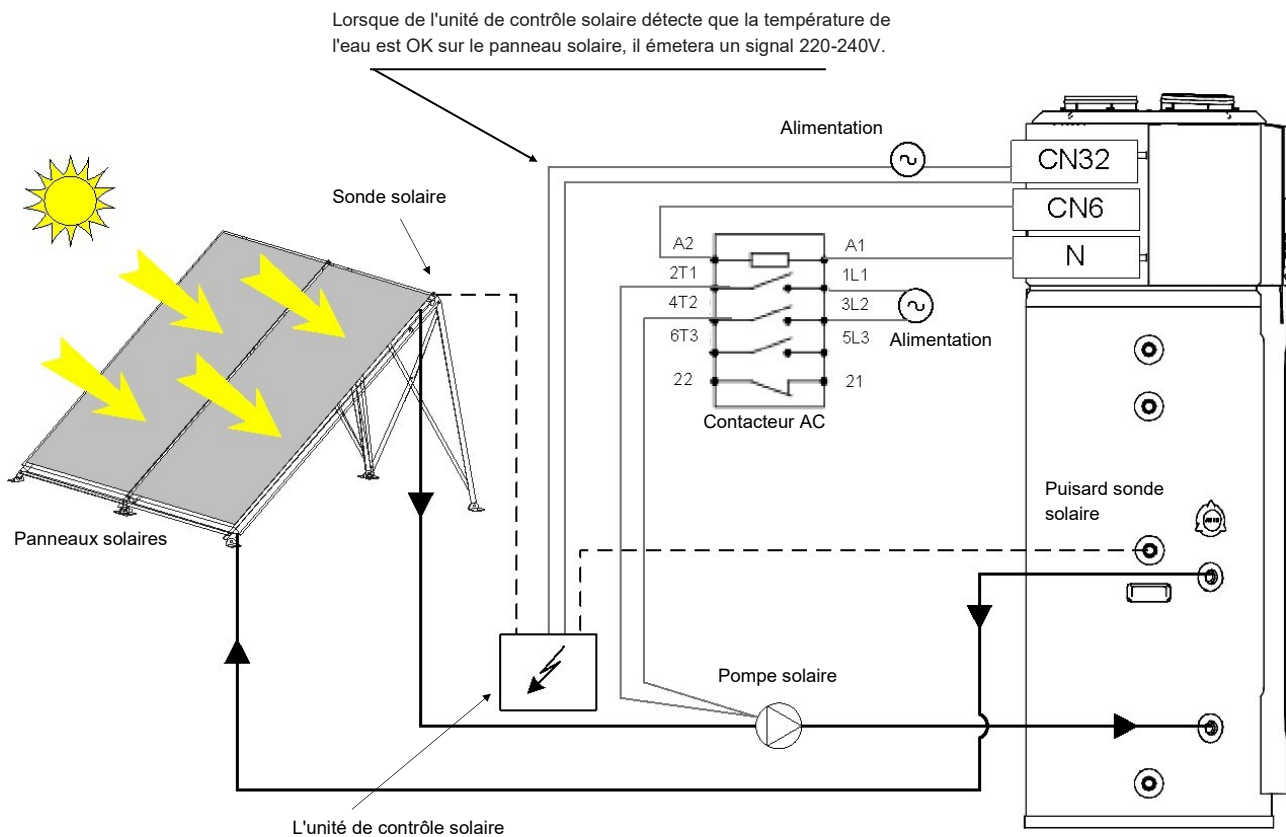 Lorsque de l'unité de contrôle solaire détecte que la température de
l'eau est OK sur le panneau solaire, il émetera un signal 220-240V.
Alimentation
CN32
Sonde solaire
CN6
A2
A1
N
2T1
1L1
4T2
3L2
6T3
5L3
Alimentation
22
21
Contacteur AC
Puisard sonde
solaire
Panneaux solaires
Pompe solaire
L'unité de contrôle solaire